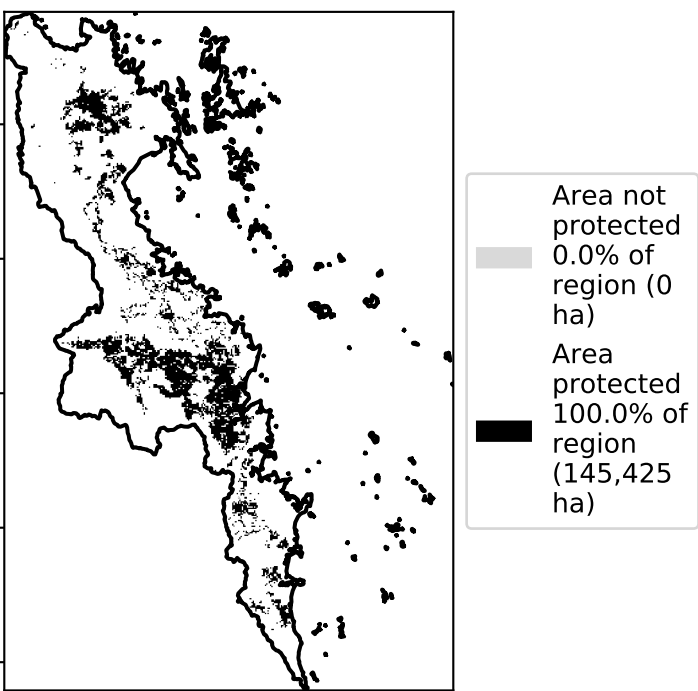 Area not
protected
0.0% of
region (0
ha)
Area
protected
100.0% of
region
(145,425
ha)